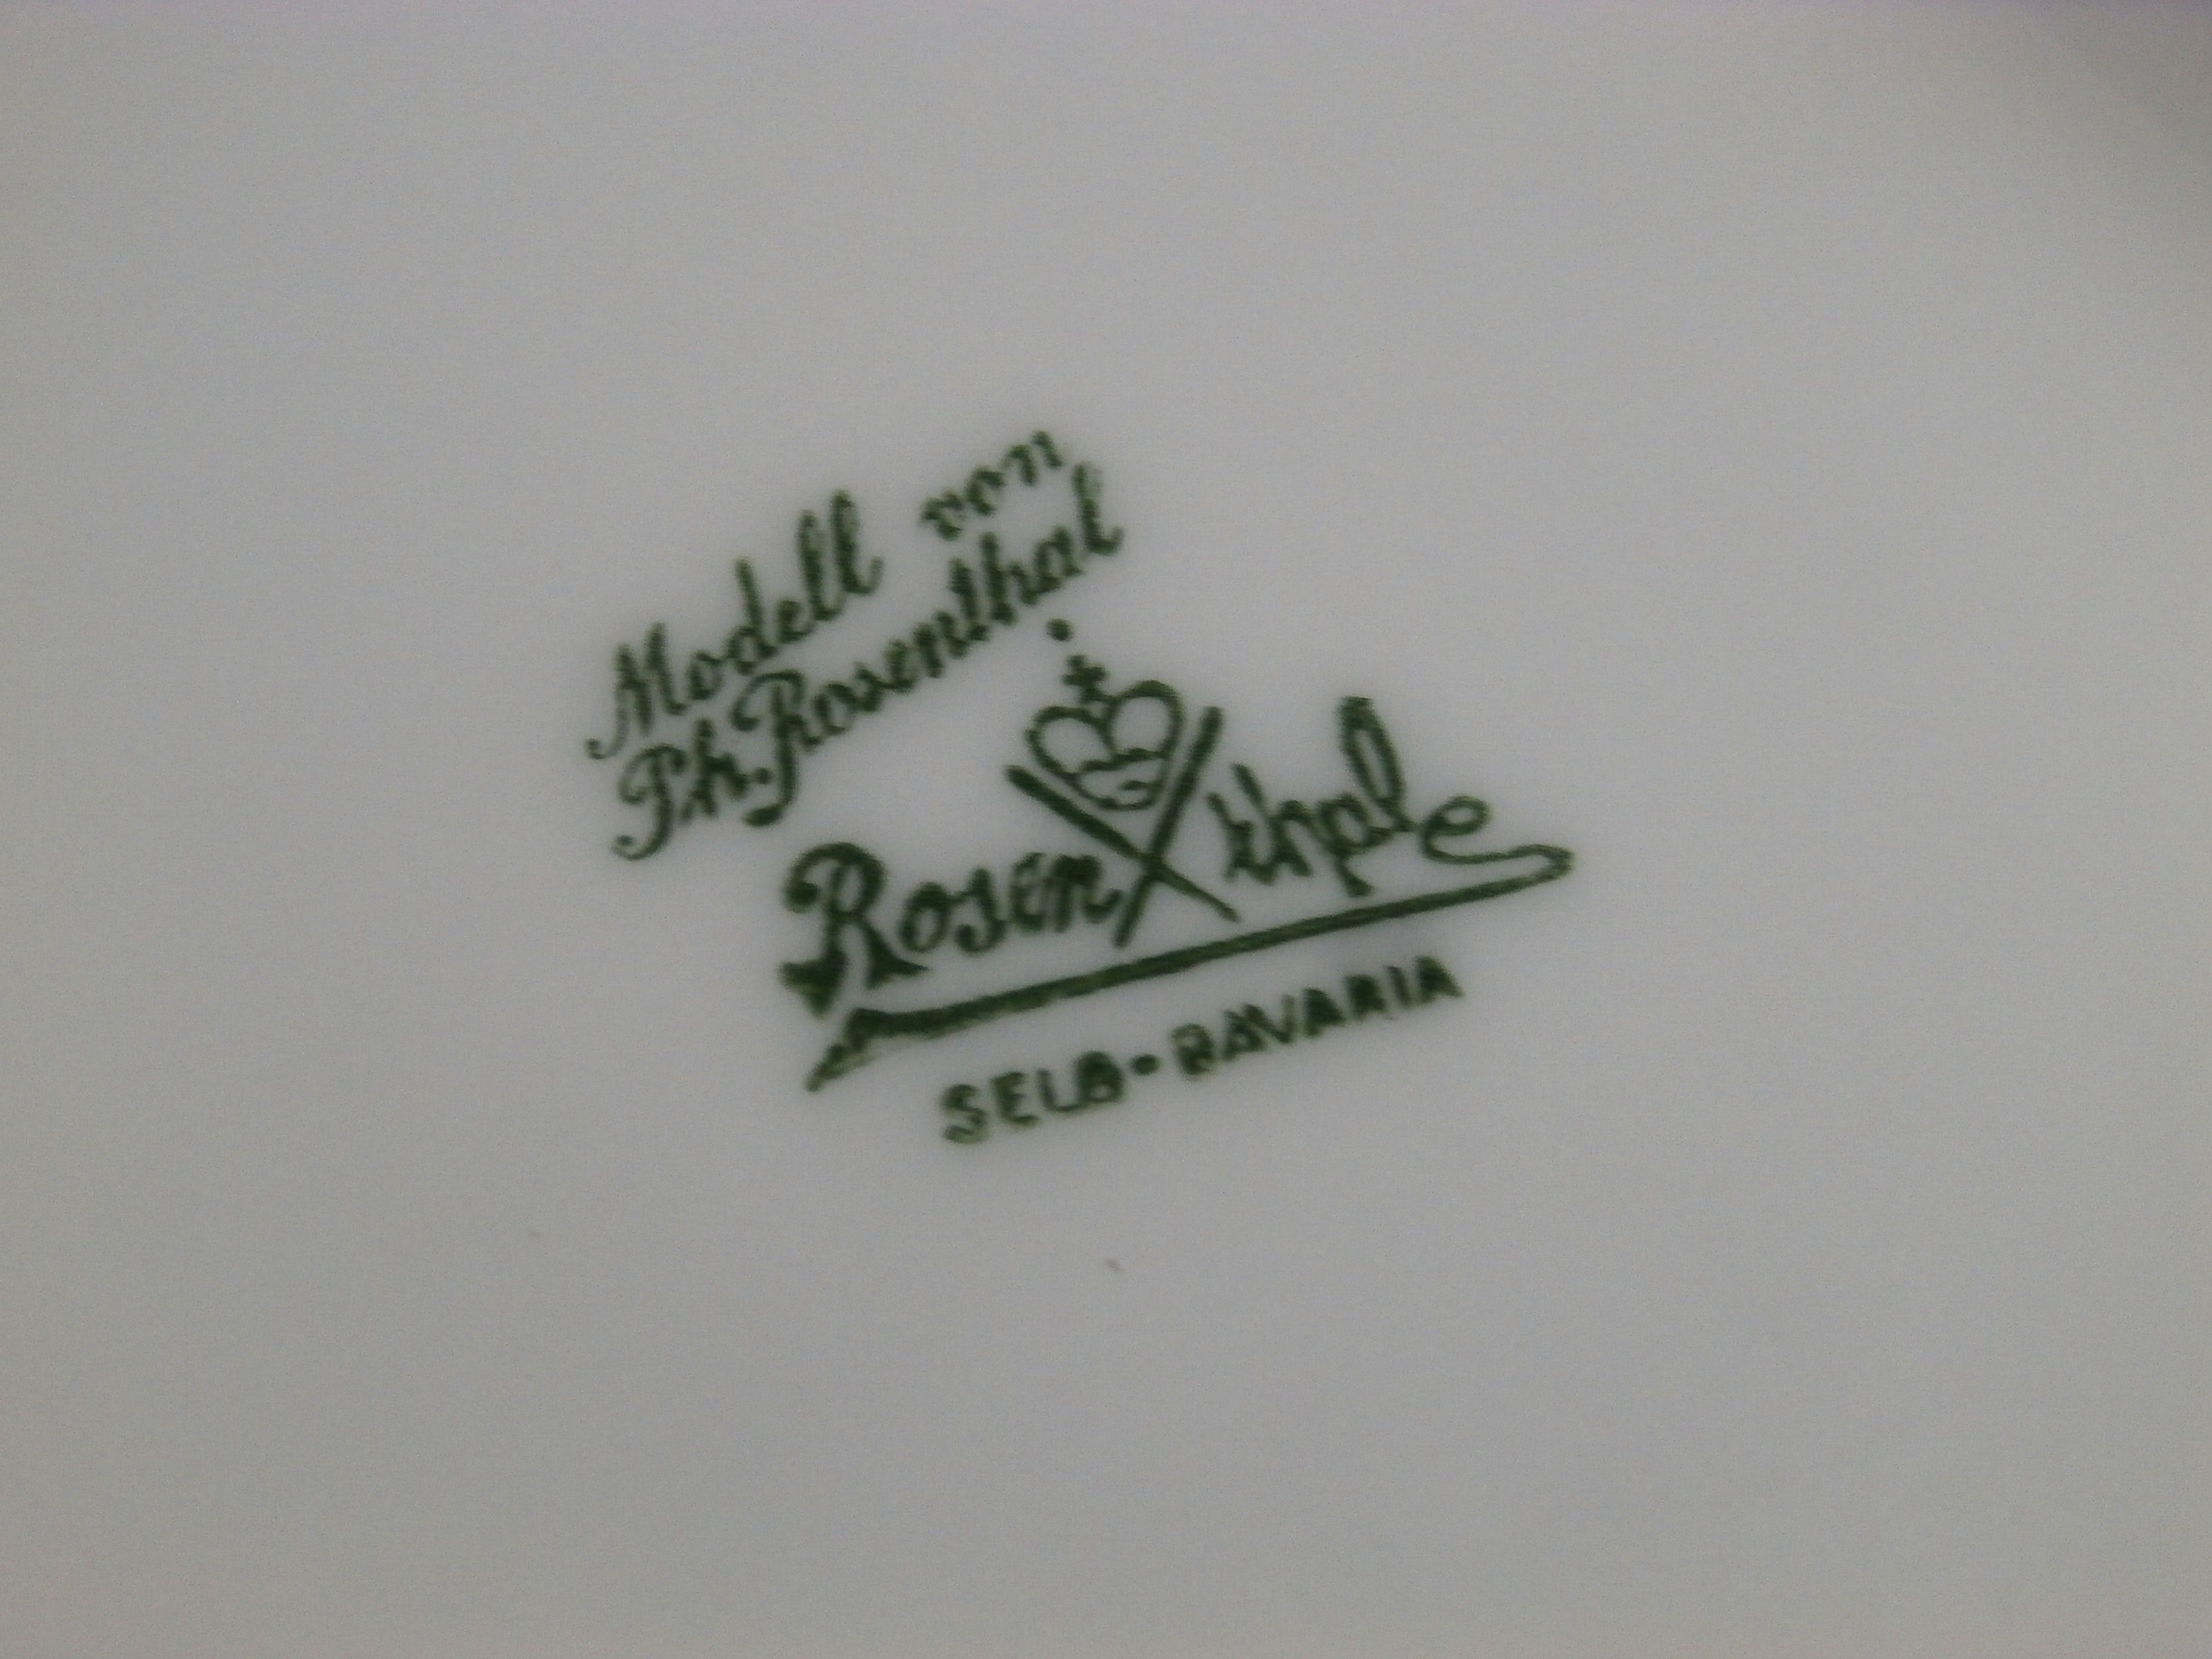 Modell von
Ph. Rosenthal
Rosenthal
SELB-BAVARIA